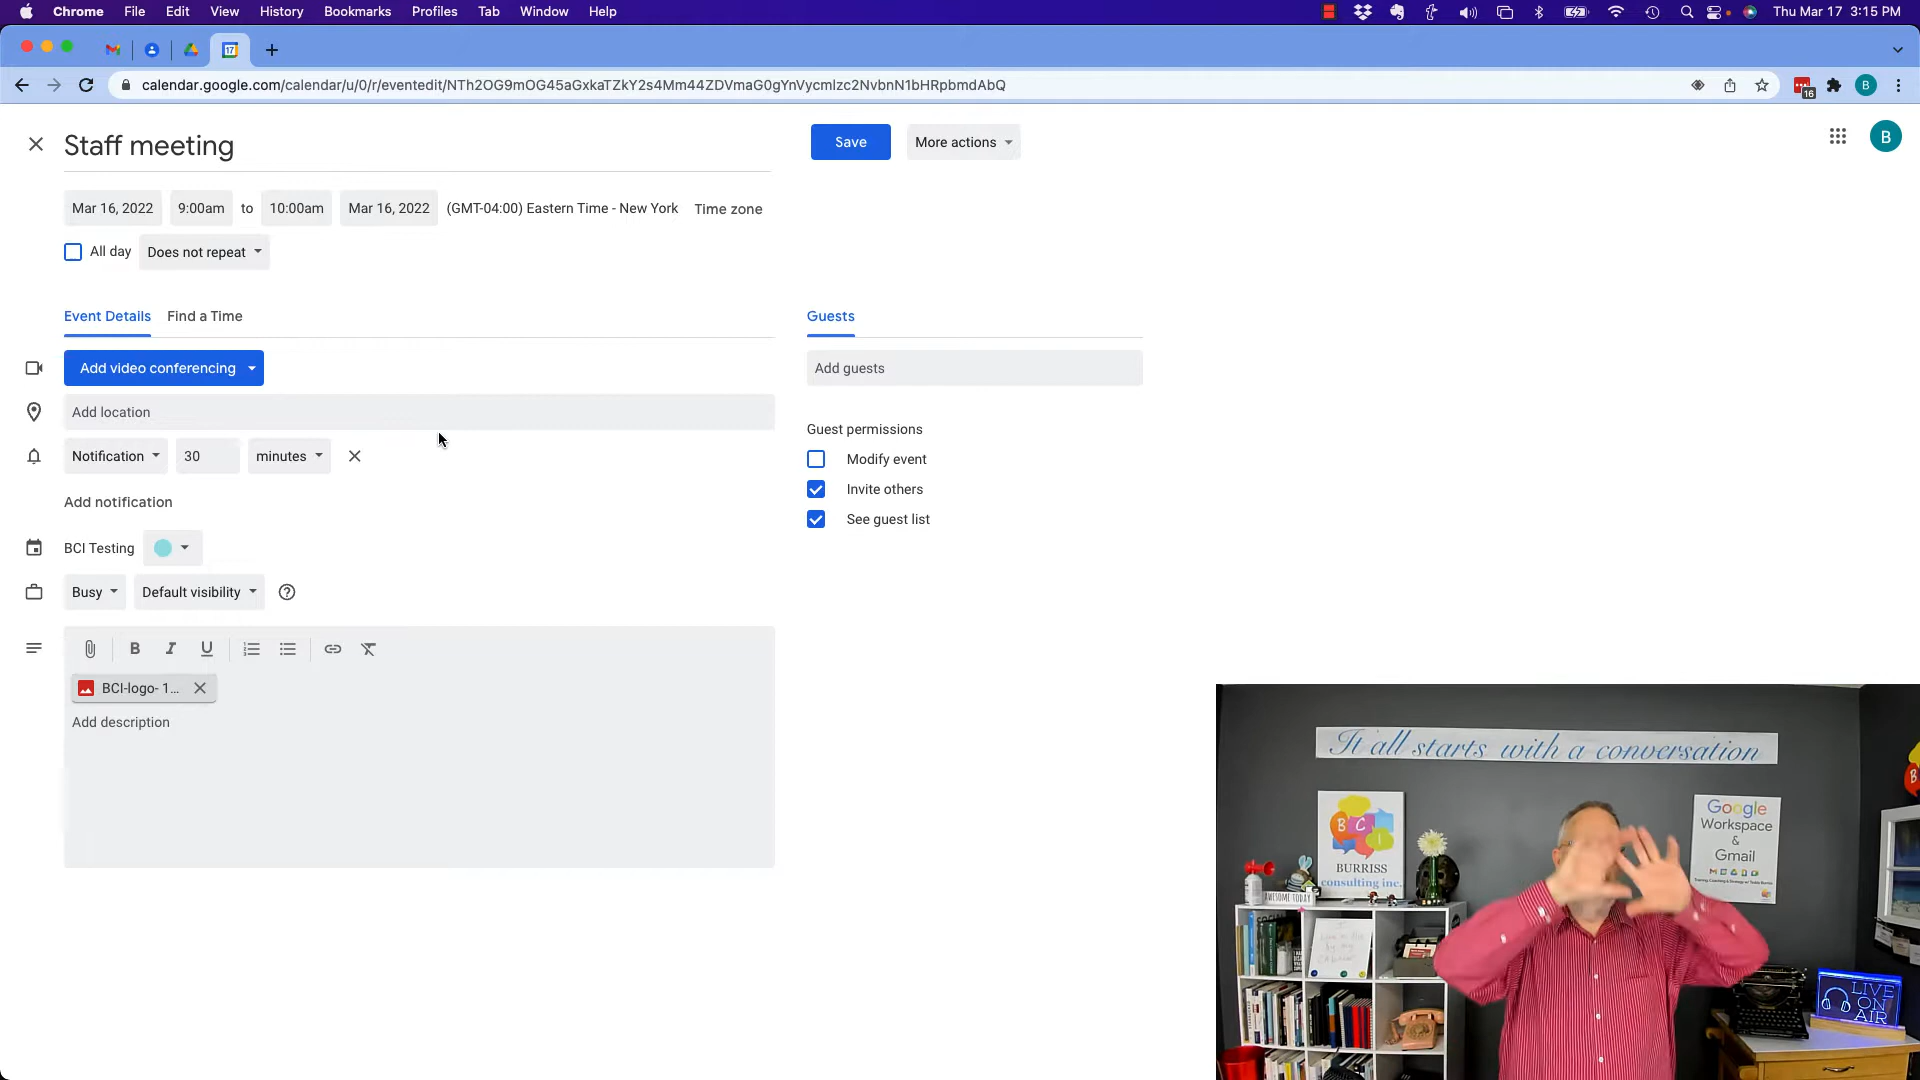 Chrome File Edit View History Bookmarks Profiles Tab Window Help Thu Mar 17 3:15 PM
17
calendar.google.com/calendar/u/0/r/eventedit/NTh2OG9mOG45aGxkaTZkY2s4Mm44ZDVmaG0gYnVycmlzc2NvbnN1bHRpbmdAbQ 16 B
Staff meeting Save More actions B
Mar 16, 2022 9:00am to 10:00am Mar 16, 2022 (GMT-04:00) Eastern Time - New York Time zone
All day Does not repeat
Event Details Find a Time Guests
Add video conferencing Add guests
Add location
Guest permissions
Notification 30 minutes Modify event
Invite others
Add notification See guest list
BCI Testing
Busy Default visibility
B I U
BCI-logo- 1...
Add description
It all starts with a conversation
B C I
BURRISS
consulting inc.
Google
Workspace
&
Gmail
AWESOME TODAY
LIVE
ON
AIR